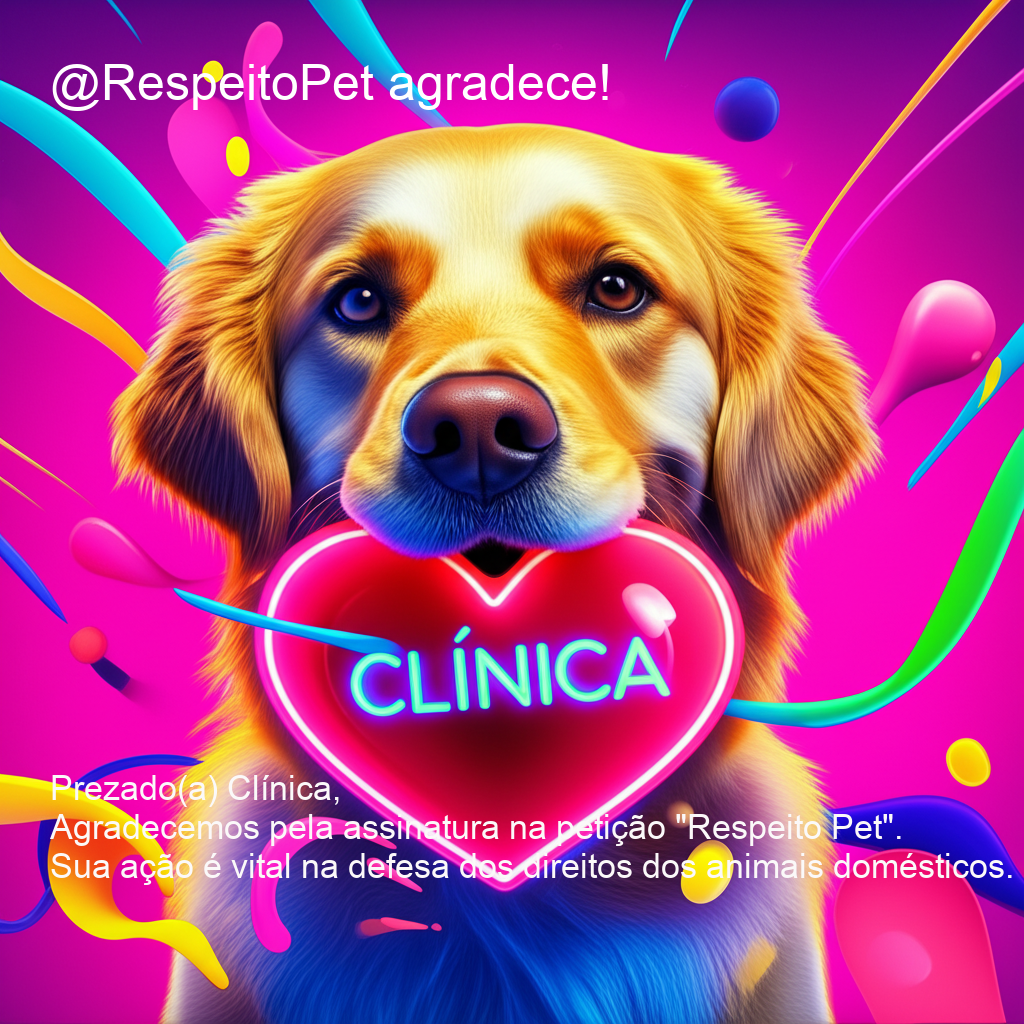 @RespeitoPet agradece!
CLÍNICA
Prezado(a) Clínica,
Agradecemos pela assinatura na petição "Respeito Pet".
Sua ação é vital na defesa dos direitos dos animais domésticos.